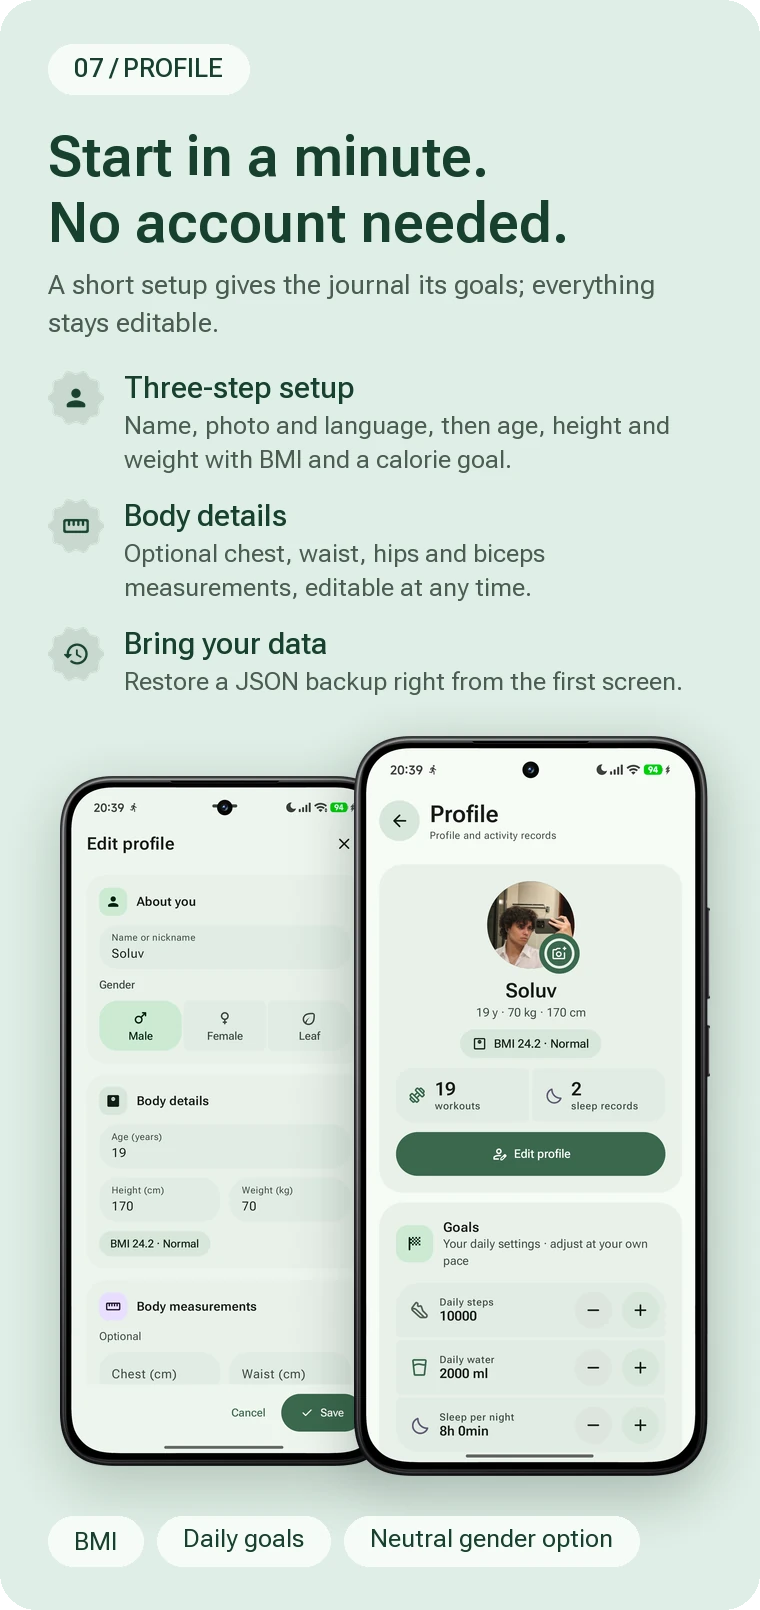 07 / PROFILE
Start in a minute.
No account needed.
A short setup gives the journal its goals; everything
stays editable.
Three-step setup
Name, photo and language, then age, height and
weight with BMI and a calorie goal.
Body details
Optional chest, waist, hips and biceps
measurements, editable at any time.
Bring your data
Restore a JSON backup right from the first screen.
20:39
94
Edit profile
About you
Name or nickname
Soluv
Gender
Male
Female
Leaf
Body details
Age (years)
19
Height (cm)
170
Weight (kg)
70
BMI 24.2 · Normal
Body measurements
Optional
Chest (cm)
Waist (cm)
Cancel
Save
20:39
94
Profile
Profile and activity records
Soluv
19 y · 70 kg · 170 cm
BMI 24.2 · Normal
19
workouts
2
sleep records
Edit profile
Goals
Your daily settings · adjust at your own
pace
Daily steps
10000
Daily water
2000 ml
Sleep per night
8h 0min
BMI
Daily goals
Neutral gender option